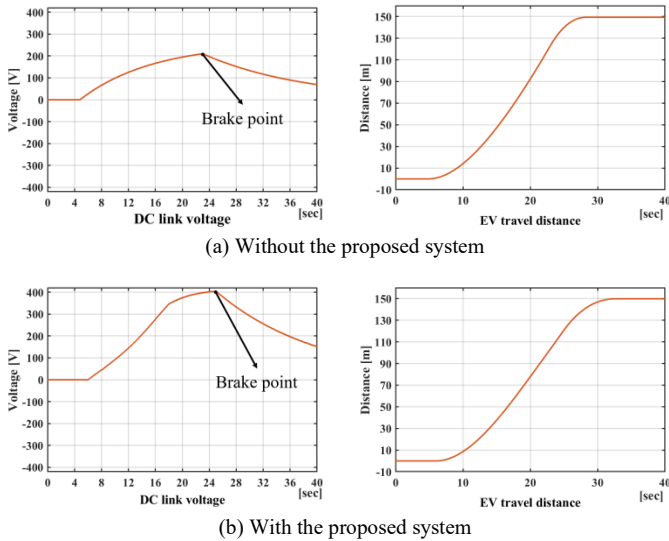 400
300
200
100
0
-100
-200
-300
-400
Voltage [V]
Brake point
0 4 8 12 16 20 24 28 32 36 40
[sec]
DC link voltage
150
130
110
90
70
50
30
10
-10
Distance [m]
0 10 20 30 40
[sec]
EV travel distance
(a) Without the proposed system
400
300
200
100
0
-100
-200
-300
-400
Voltage [V]
Brake point
0 4 8 12 16 20 24 28 32 36 40
[sec]
DC link voltage
150
130
110
90
70
50
30
10
-10
Distance [m]
0 10 20 30 40
[sec]
EV travel distance
(b) With the proposed system